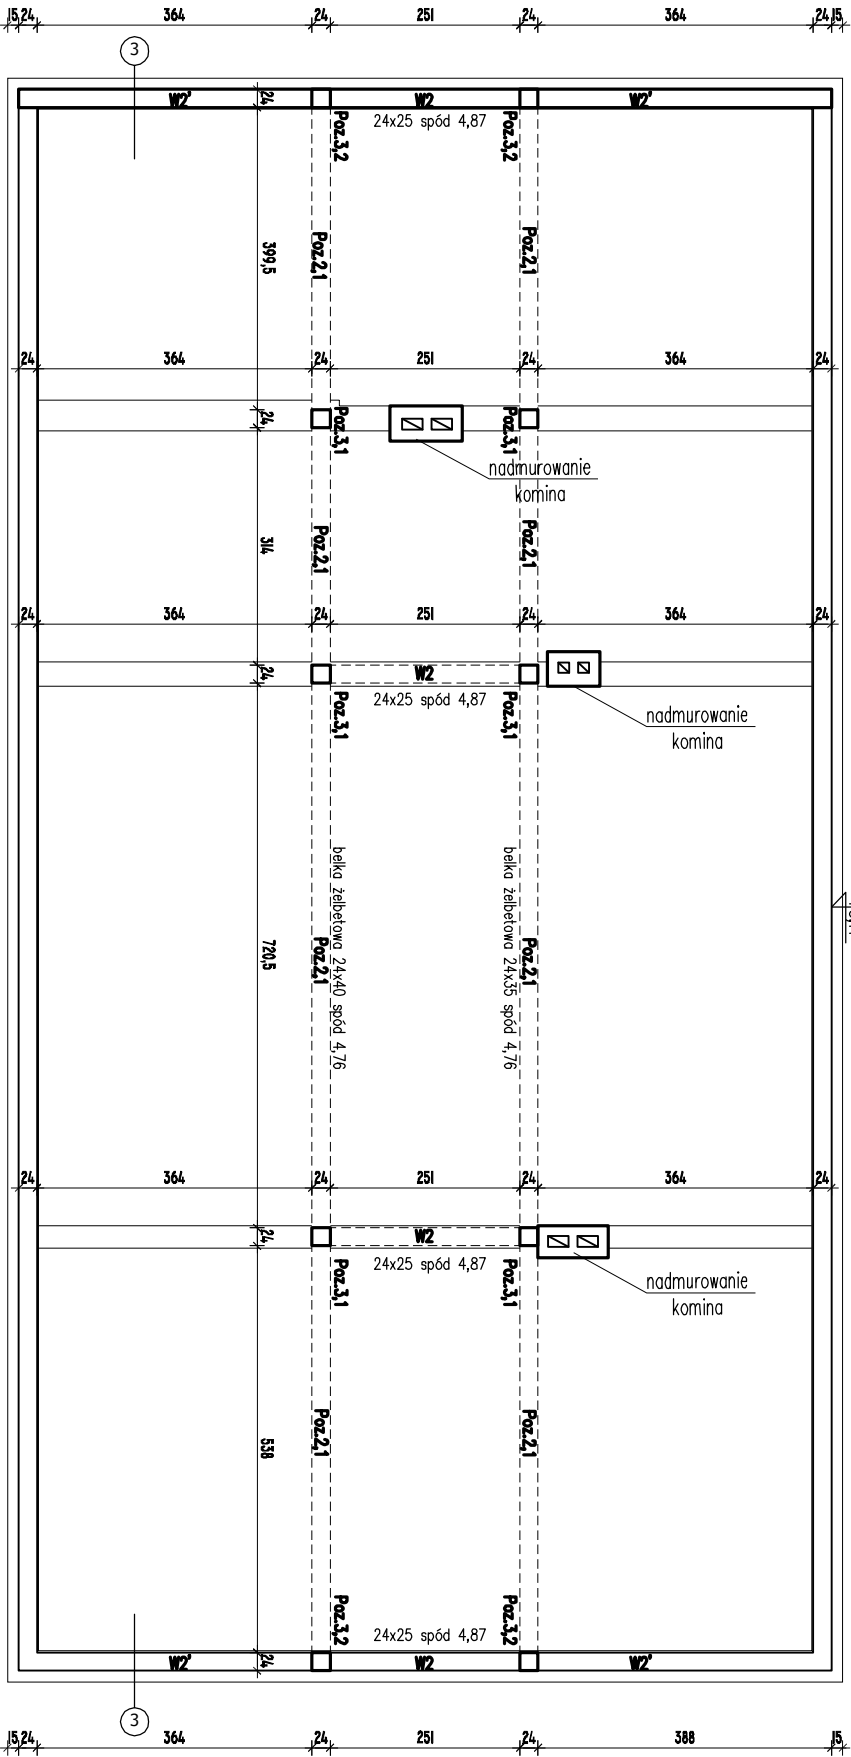 15 24 364 24 251 24 364 24 15
3
W2' 24 W2 W2'
24x25 spód 4,87
Poz.3,2 Poz.3,2
399,5 Poz.2,1 Poz.2,1
24 364 24 251 24 364 24
24 Poz.3,1 Poz.3,1
nadmurowanie
komina
314 Poz.2,1 Poz.2,1
24 364 24 251 24 364 24
24 W2
24x25 spód 4,87
Poz.3,1 Poz.3,1
nadmurowanie
komina
720,5 Poz.2,1 belka żelbetowa 24x40 spód 4,76
belka żelbetowa 24x35 spód 4,76 Poz.2,1
24 364 24 251 24 364 24
24 W2
24x25 spód 4,87
Poz.3,1 Poz.3,1
nadmurowanie
komina
538 Poz.2,1 Poz.2,1
Poz.3,2 Poz.3,2
24x25 spód 4,87
W2' 24 W2 W2'
3
15 24 364 24 251 24 388 15